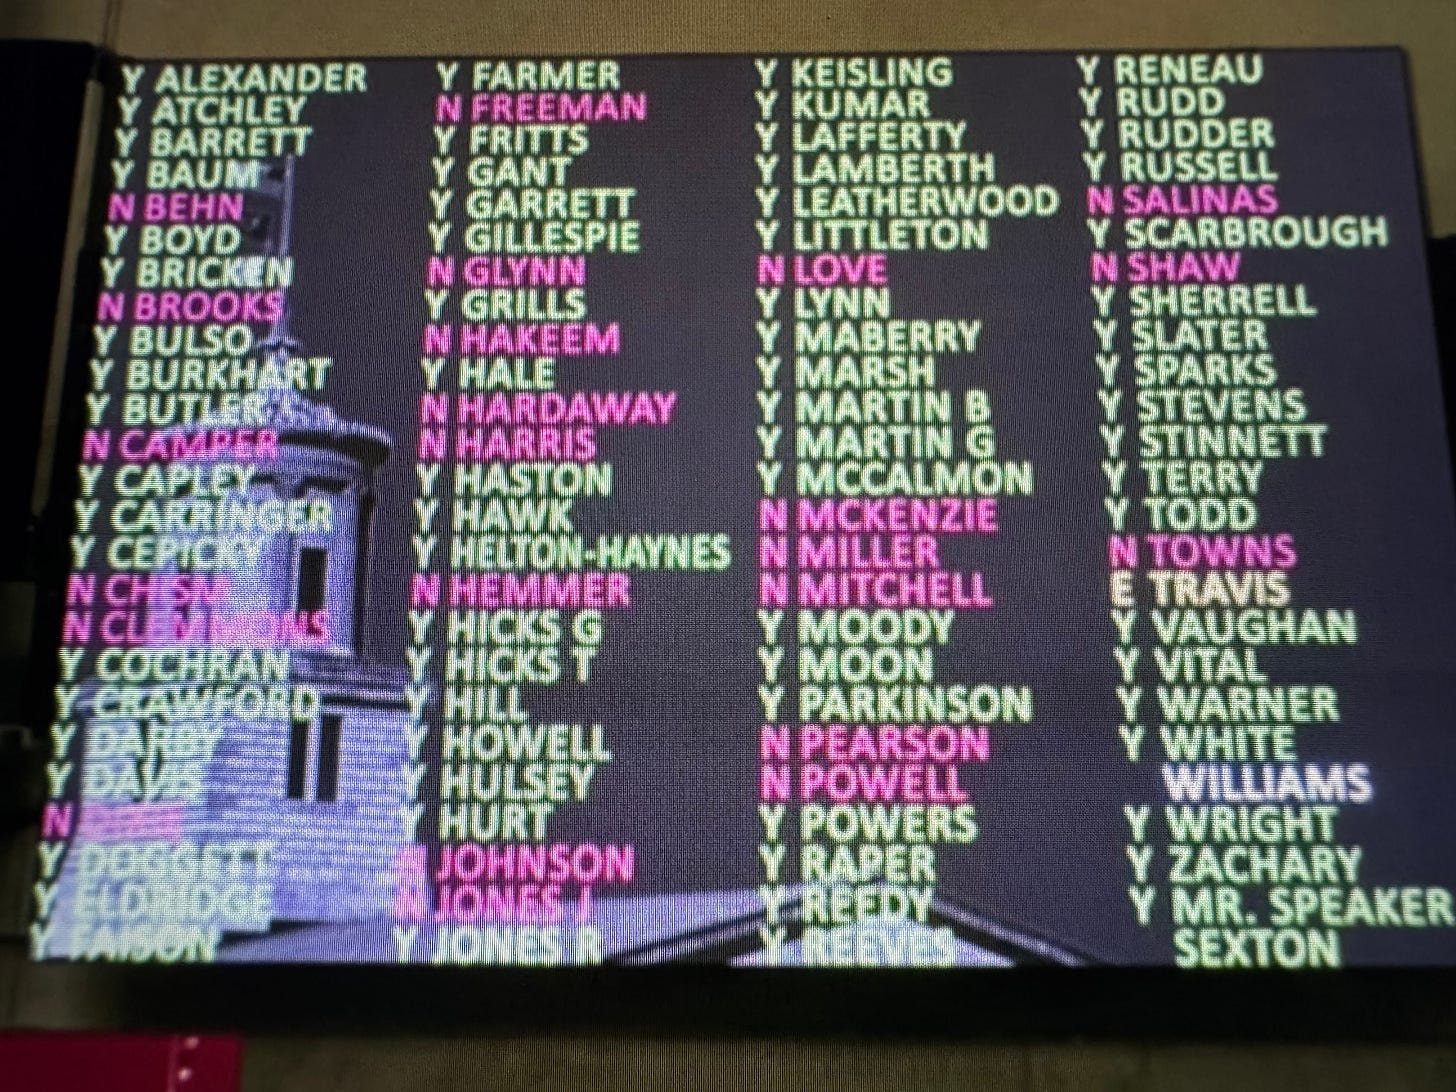 Y ALEXANDER
Y ATCHLEY
Y BARRETT
Y BAUM
N BEHN
Y BOYD
Y BRICKEN
N BROOKS
Y BULSO
Y BURKHART
Y BUTLER
N CAMPER
Y CAPLEY
Y CARRINGER
Y CEPICKY
N CHISM
N CLEMMONS
Y COCHRAN
Y CRAWFORD
Y DARBY
Y DAVIS
N
Y DOGGETT
Y ELDRIDGE
Y FAISON
Y FARMER
N FREEMAN
Y FRITTS
Y GANT
Y GARRETT
Y GILLESPIE
N GLYNN
Y GRILLS
N HAKEEM
Y HALE
N HARDAWAY
N HARRIS
Y HASTON
Y HAWK
Y HELTON-HAYNES
N HEMMER
Y HICKS G
Y HICKS T
Y HILL
Y HOWELL
Y HULSEY
Y HURT
N JOHNSON
N JONES J
Y JONES R
Y KEISLING
Y KUMAR
Y LAFFERTY
Y LAMBERTH
Y LEATHERWOOD
Y LITTLETON
N LOVE
Y LYNN
Y MABERRY
Y MARSH
Y MARTIN B
Y MARTIN G
Y MCCALMON
N MCKENZIE
N MILLER
N MITCHELL
Y MOODY
Y MOON
Y PARKINSON
N PEARSON
N POWELL
Y POWERS
Y RAPER
Y REEDY
Y REEVES
Y RENEAU
Y RUDD
Y RUDDER
Y RUSSELL
N SALINAS
Y SCARBROUGH
N SHAW
Y SHERRELL
Y SLATER
Y SPARKS
Y STEVENS
Y STINNETT
Y TERRY
Y TODD
N TOWNS
E TRAVIS
Y VAUGHAN
Y VITAL
Y WARNER
Y WHITE
WILLIAMS
Y WRIGHT
Y ZACHARY
Y MR. SPEAKER
SEXTON